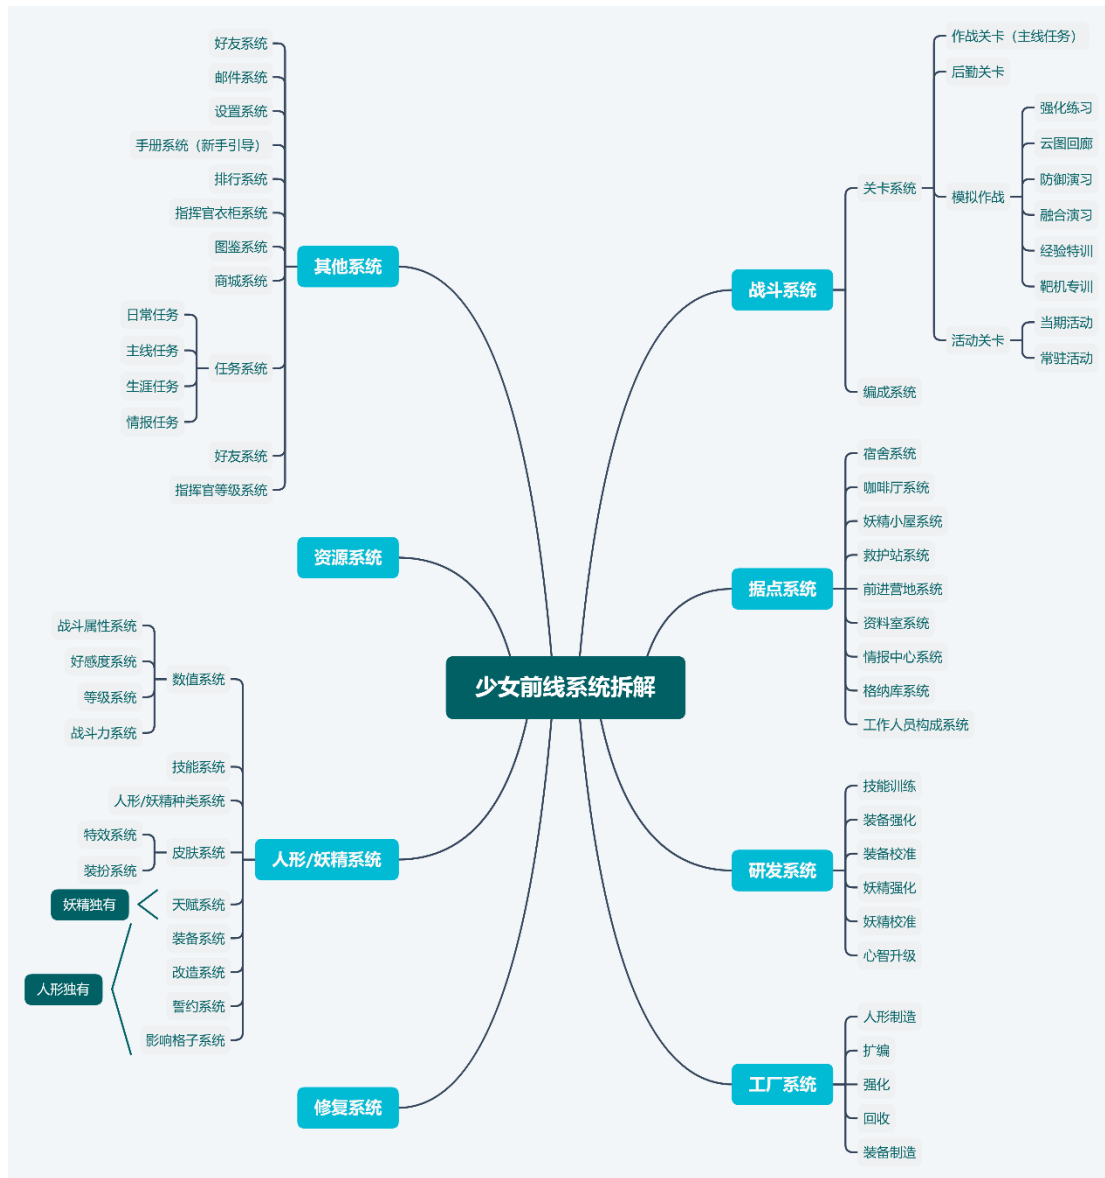 少女前线系统拆解
战斗系统
关卡系统
作战关卡（主线任务）
后勤关卡
模拟作战
强化练习
云图回廊
防御演习
融合演习
经验特训
靶机专训
活动关卡
当期活动
常驻活动
编成系统
据点系统
宿舍系统
咖啡厅系统
妖精小屋系统
救护站系统
前进营地系统
资料室系统
情报中心系统
格纳库系统
工作人员构成系统
研发系统
技能训练
装备强化
装备校准
妖精强化
妖精校准
心智升级
工厂系统
人形制造
扩编
强化
回收
装备制造
其他系统
好友系统
邮件系统
设置系统
手册系统（新手引导）
排行系统
指挥官衣柜系统
图鉴系统
商城系统
任务系统
日常任务
主线任务
生涯任务
情报任务
好友系统
指挥官等级系统
资源系统
人形/妖精系统
数值系统
战斗属性系统
好感度系统
等级系统
战斗力系统
技能系统
人形/妖精种类系统
皮肤系统
特效系统
装扮系统
天赋系统
妖精独有
装备系统
改造系统
誓约系统
影响格子系统
人形独有
修复系统